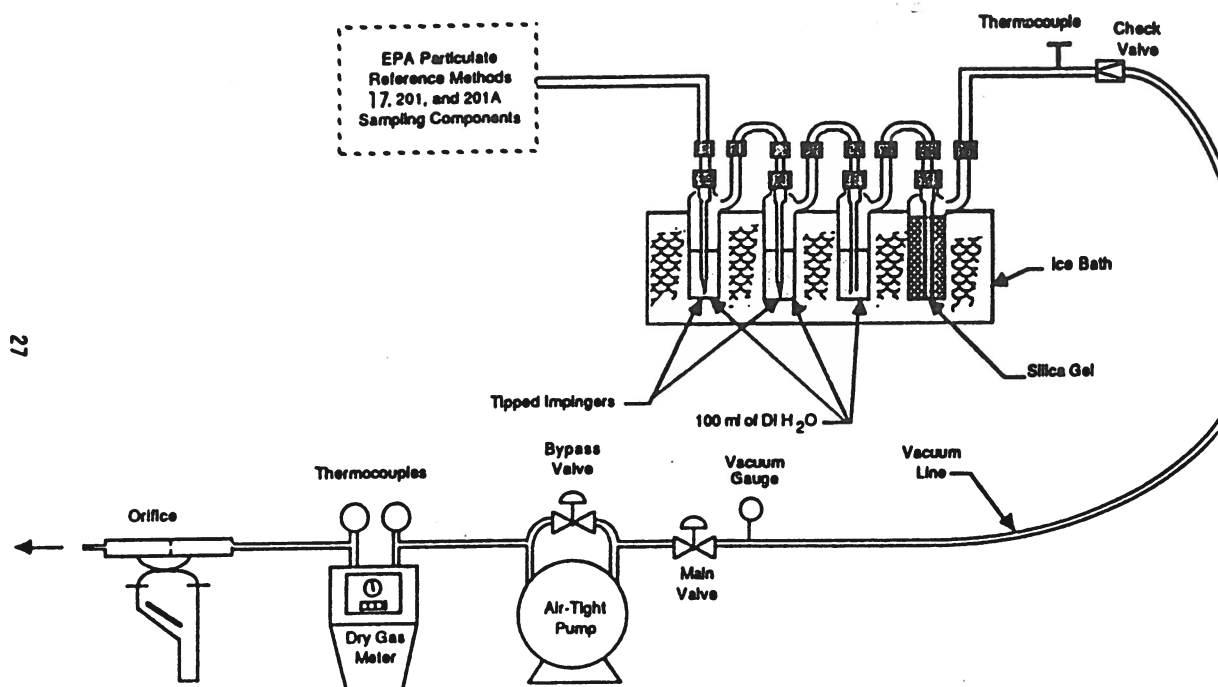 EPA Particulate
Reference Methods
17, 201, and 201A
Sampling Components
Thermocouple
Check
Valve
Ice Bath
Silica Gel
Tipped Impingers
100 ml of DI H₂O
27
Vacuum
Line
Vacuum
Gauge
Bypass
Valve
Thermocouples
Orifice
Main
Valve
Air-Tight
Pump
Dry Gas
Meter